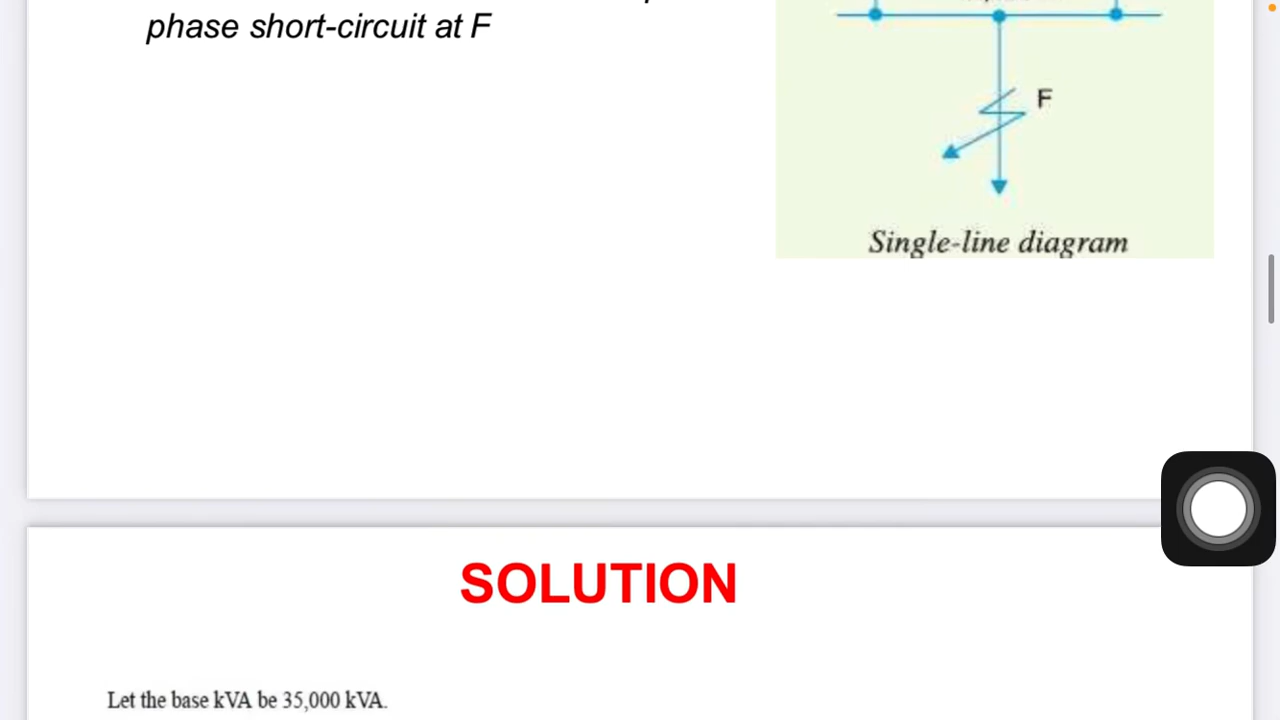 phase short-circuit at F
F
Single-line diagram
SOLUTION
Let the base kVA be 35,000 kVA.